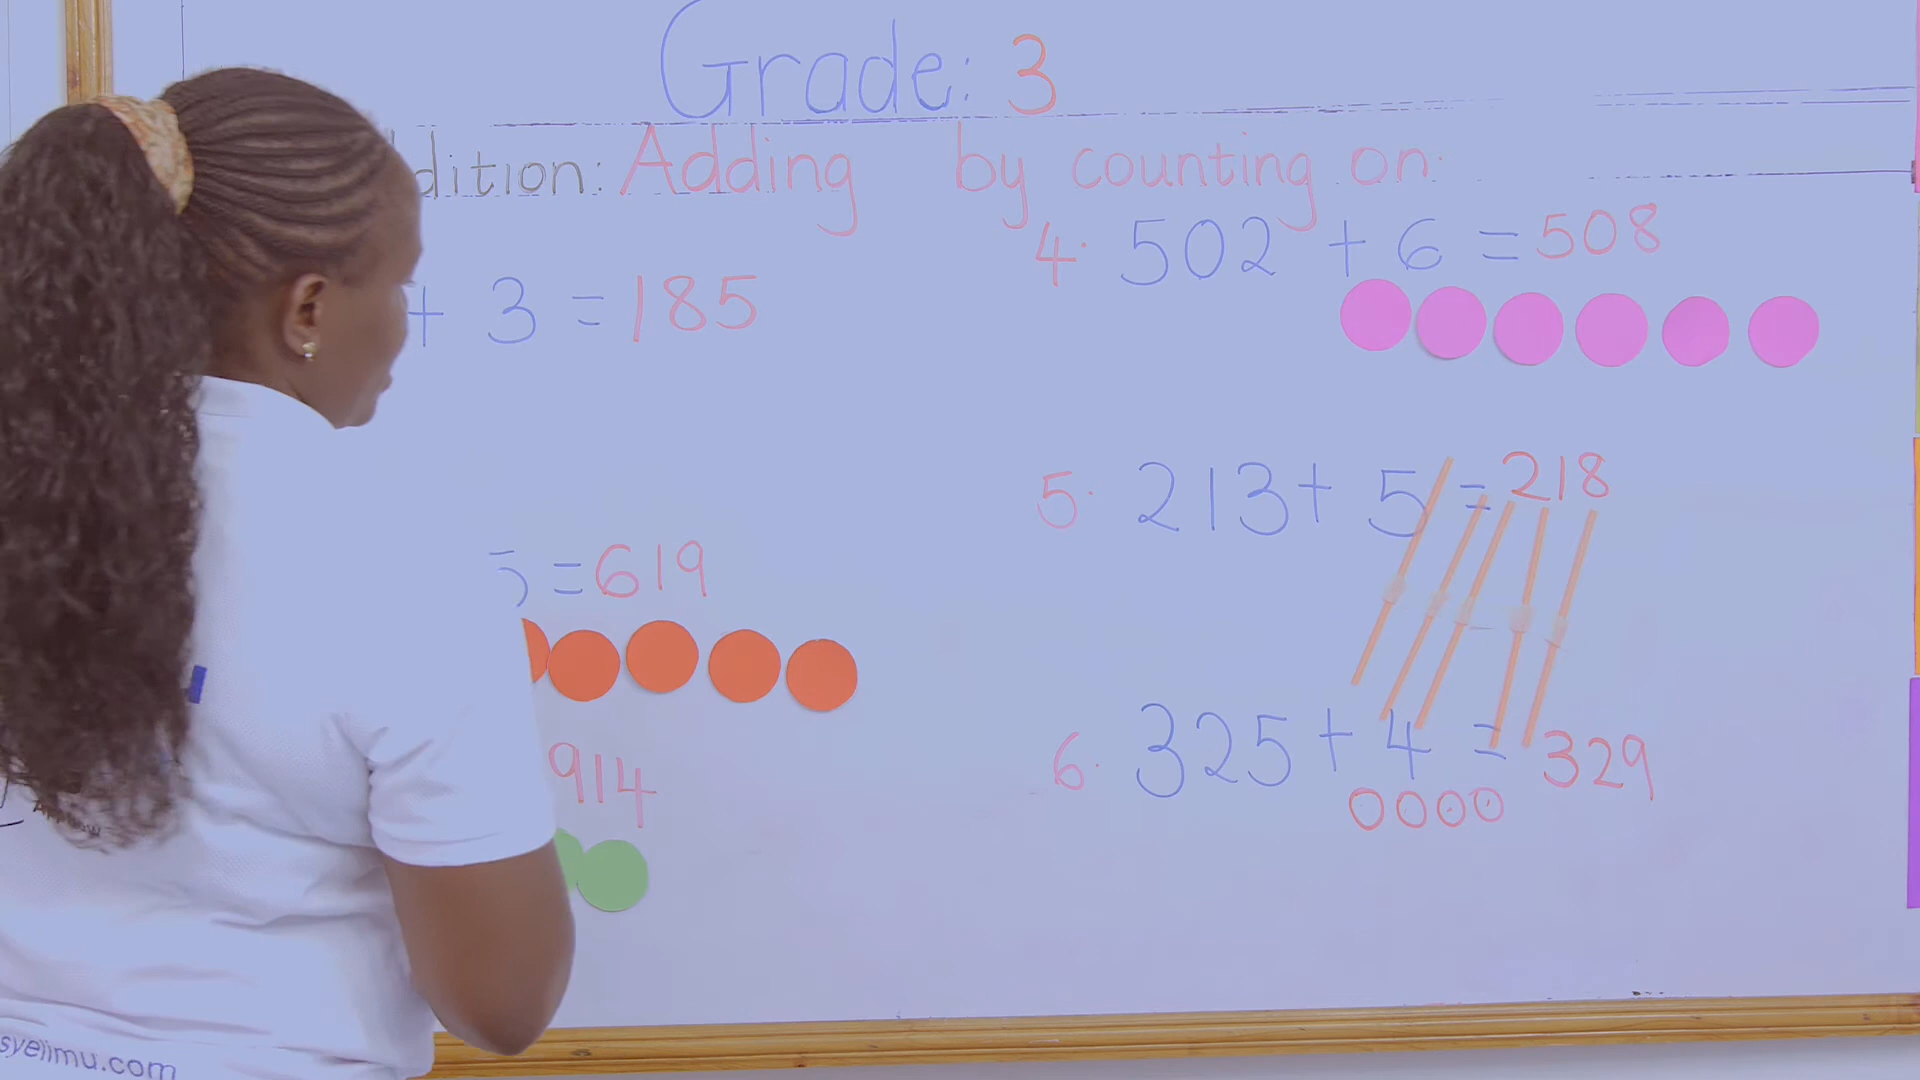 Grade: 3
dition: Adding by counting on:
+ 3 = 185
= 619
914
4. 502 + 6 = 508
5. 213 + 5 = 218
6. 325 + 4 = 329
0000
syelimu.com